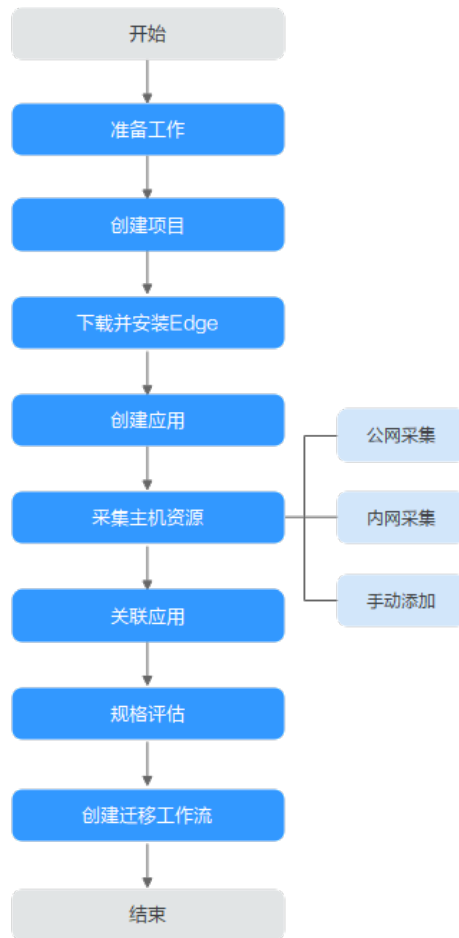 开始
准备工作
创建项目
下载并安装Edge
创建应用
采集主机资源
公网采集
内网采集
手动添加
关联应用
规格评估
创建迁移工作流
结束